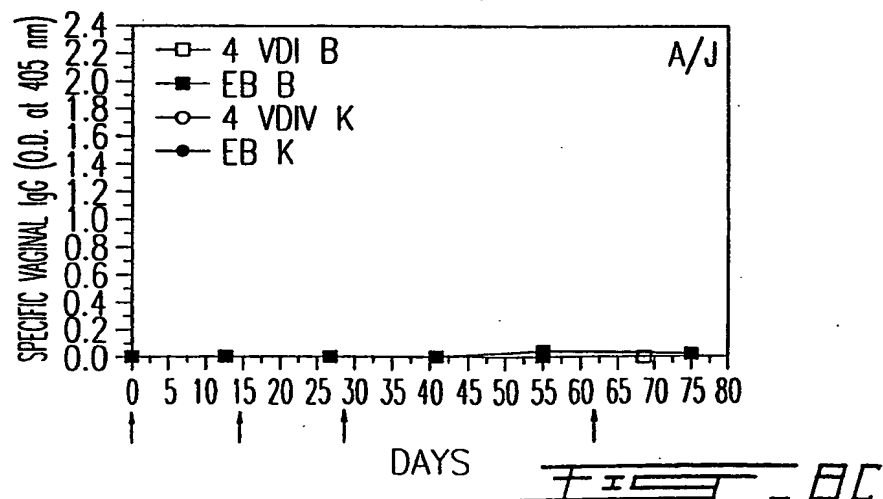 SPECIFIC VAGINAL IgG (O.D. at 405 nm)
2.4
2.2
2.0
1.8
1.6
1.4
1.2
1.0
0.8
0.6
0.4
0.2
0.0
4 VDI B
EB B
4 VDIV K
EB K
A/J
0 5 10 15 20 25 30 35 40 45 50 55 60 65 70 75 80
DAYS
FIG - 8C